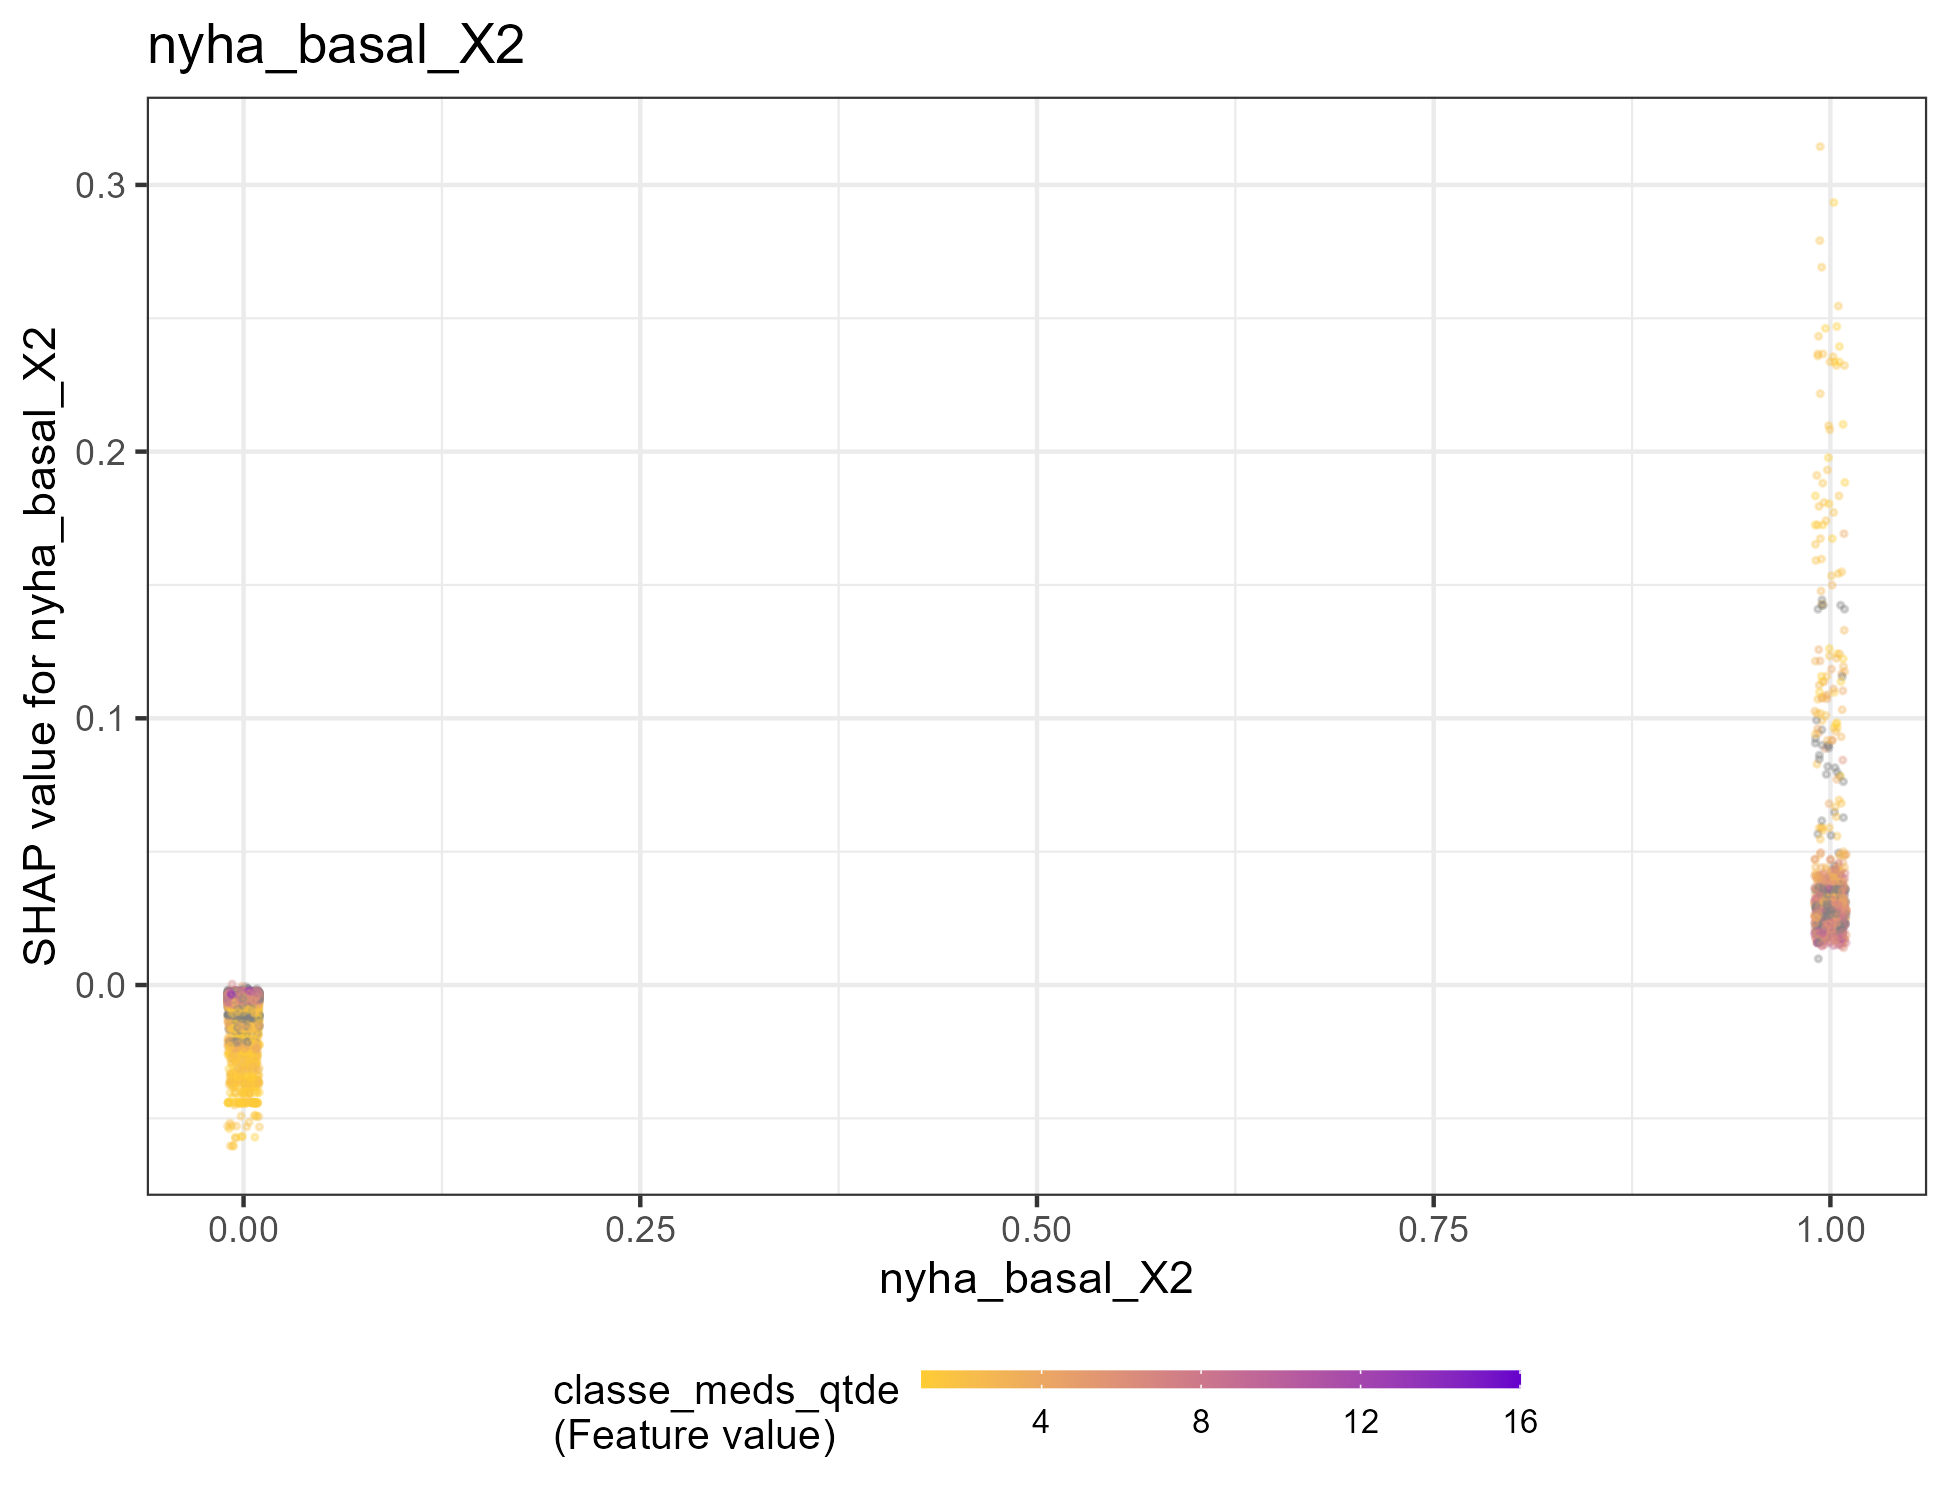 nyha_basal_X2
SHAP value for nyha_basal_X2
0.3
0.2
0.1
0.0
0.00 0.25 0.50 0.75 1.00
nyha_basal_X2
classe_meds_qtde
(Feature value)
4 8 12 16